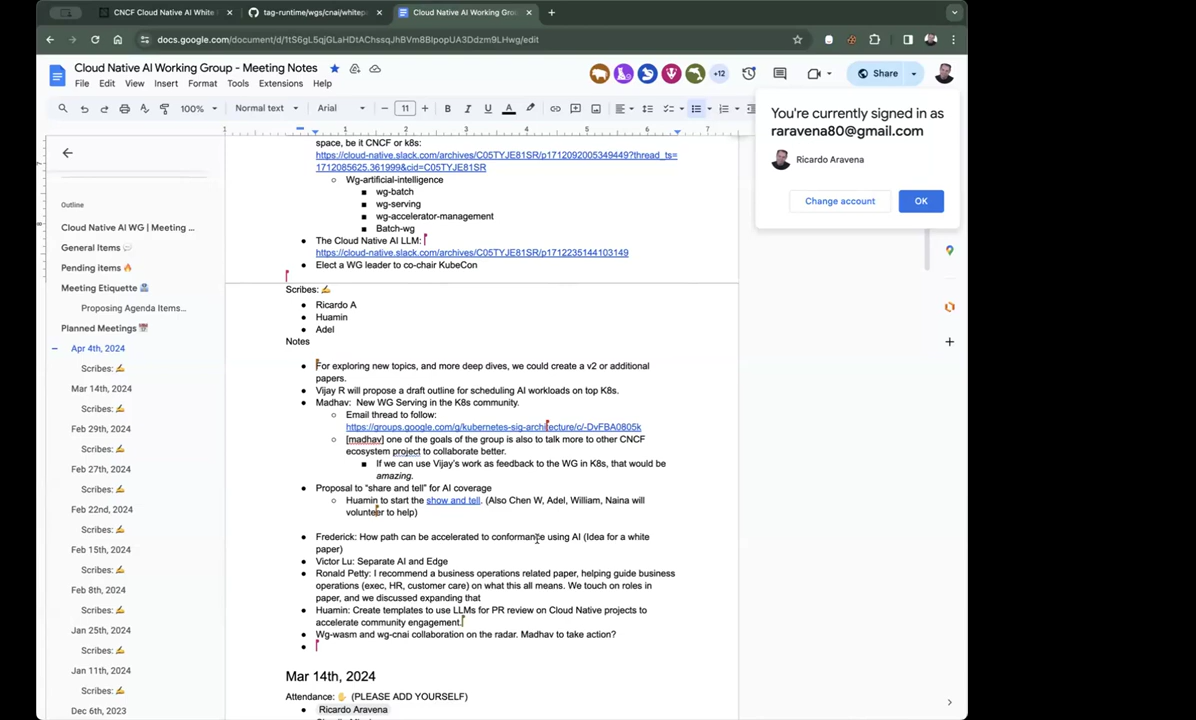 CNCF Cloud Native AI White
tag-runtime/wgs/cnai/whitep
Cloud Native AI Working Grou
docs.google.com/document/d/1tS6gL5qjGLaHDtAChssqJhBVm8BIpopUA3Ddzm9LHwg/edit
Cloud Native AI Working Group - Meeting Notes
File Edit View Insert Format Tools Extensions Help
+12
Share
100%
Normal text
Arial
11
You're currently signed in as
raravena80@gmail.com
Ricardo Aravena
Change account
OK
Outline
Cloud Native AI WG | Meeting ...
General Items 💬
Pending Items 🔥
Meeting Etiquette
Proposing Agenda Items...
Planned Meetings 📅
Apr 4th, 2024
Scribes: ✍️
Mar 14th, 2024
Scribes: ✍️
Feb 29th, 2024
Scribes: ✍️
Feb 27th, 2024
Scribes: ✍️
Feb 22nd, 2024
Scribes: ✍️
Feb 15th, 2024
Scribes: ✍️
Feb 8th, 2024
Scribes: ✍️
Jan 25th, 2024
Scribes: ✍️
Jan 11th, 2024
Scribes: ✍️
Dec 6th, 2023
space, be it CNCF or k8s:
https://cloud-native.slack.com/archives/C05TYJE81SR/p1712092005349449?thread_ts=
1712085625.361999&cid=C05TYJE81SR
Wg-artificial-intelligence
wg-batch
wg-serving
wg-accelerator-management
Batch-wg
The Cloud Native AI LLM:
https://cloud-native.slack.com/archives/C05TYJE81SR/p1712235144103149
Elect a WG leader to co-chair KubeCon
Scribes: ✍️
Ricardo A
Huamin
Adel
Notes
For exploring new topics, and more deep dives, we could create a v2 or additional
papers.
Vijay R will propose a draft outline for scheduling AI workloads on top K8s.
Madhav: New WG Serving in the K8s community.
Email thread to follow:
https://groups.google.com/g/kubernetes-sig-architecture/c/-DvFBA0805k
[madhav] one of the goals of the group is also to talk more to other CNCF
ecosystem project to collaborate better.
If we can use Vijay's work as feedback to the WG in K8s, that would be
amazing.
Proposal to “share and tell” for AI coverage
Huamin to start the show and tell. (Also Chen W, Adel, William, Naina will
volunteer to help)
Frederick: How path can be accelerated to conformance using AI (Idea for a white
paper)
Victor Lu: Separate AI and Edge
Ronald Petty: I recommend a business operations related paper, helping guide business
operations (exec, HR, customer care) on what this all means. We touch on roles in
paper, and we discussed expanding that
Huamin: Create templates to use LLMs for PR review on Cloud Native projects to
accelerate community engagement.
Wg-wasm and wg-cnai collaboration on the radar. Madhav to take action?
Mar 14th, 2024
Attendance: ✋ (PLEASE ADD YOURSELF)
Ricardo Aravena